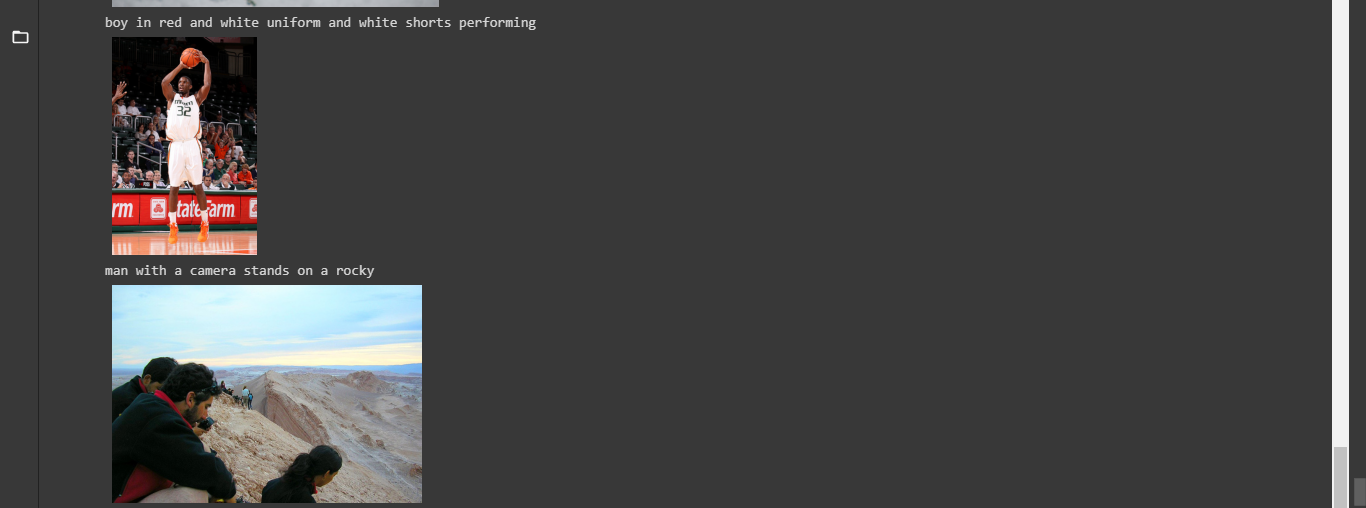 boy in red and white uniform and white shorts performing
32
rm
StateFarm
man with a camera stands on a rocky